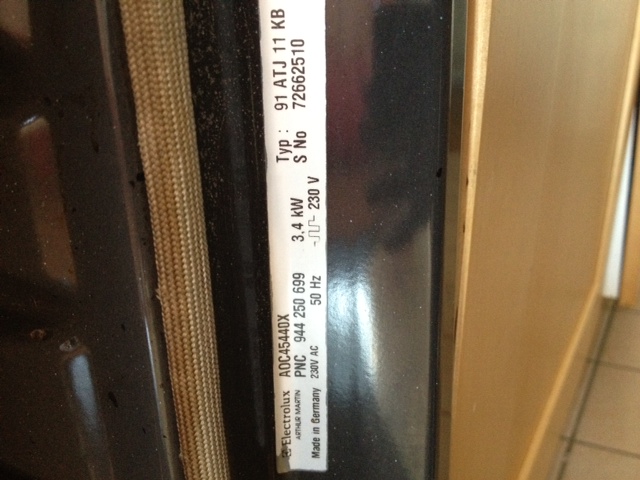 Electrolux AOC45440X Typ : 91 ATJ 11 KB
ARTHUR MARTIN PNC 944 250 699 3,4 kW S No 72662510
Made in Germany 230V AC 50 Hz 230 V